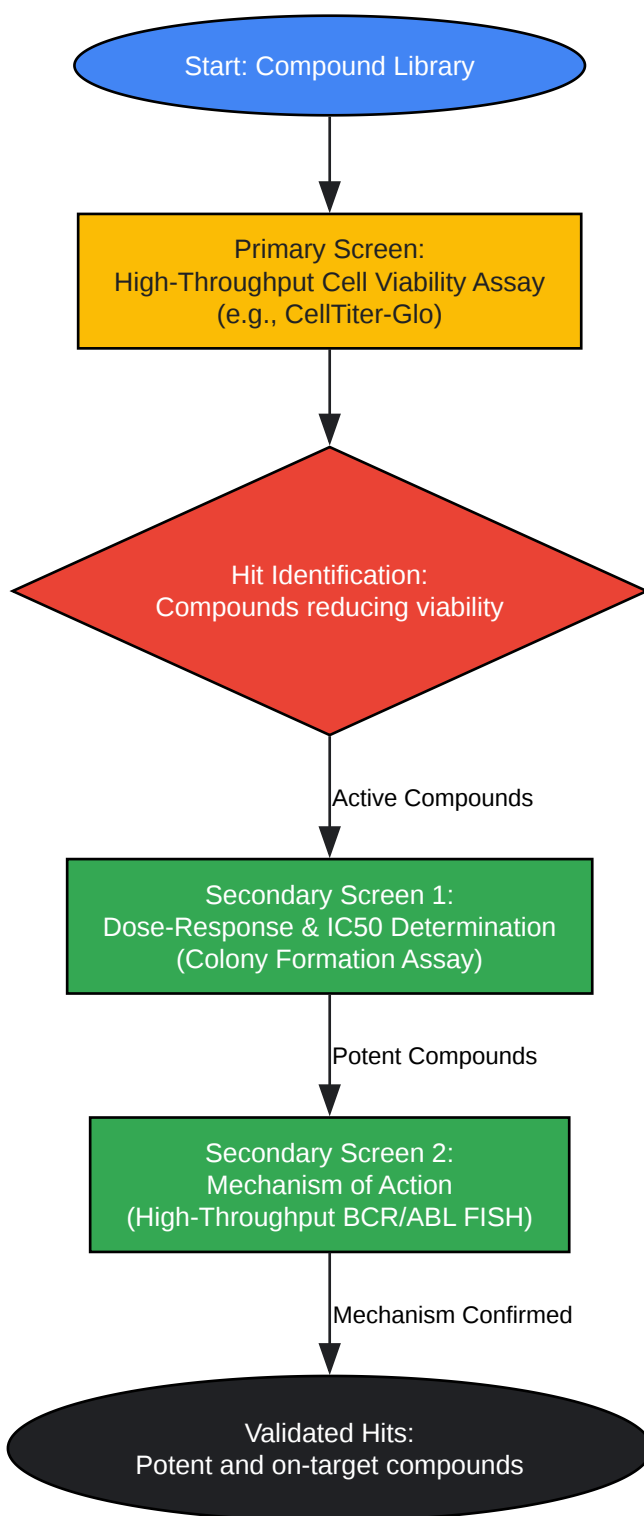 Start: Compound Library
Primary Screen:
High-Throughput Cell Viability Assay
(e.g., CellTiter-Glo)
Hit Identification:
Compounds reducing viability
Active Compounds
Secondary Screen 1:
Dose-Response & IC50 Determination
(Colony Formation Assay)
Potent Compounds
Secondary Screen 2:
Mechanism of Action
(High-Throughput BCR/ABL FISH)
Mechanism Confirmed
Validated Hits:
Potent and on-target compounds